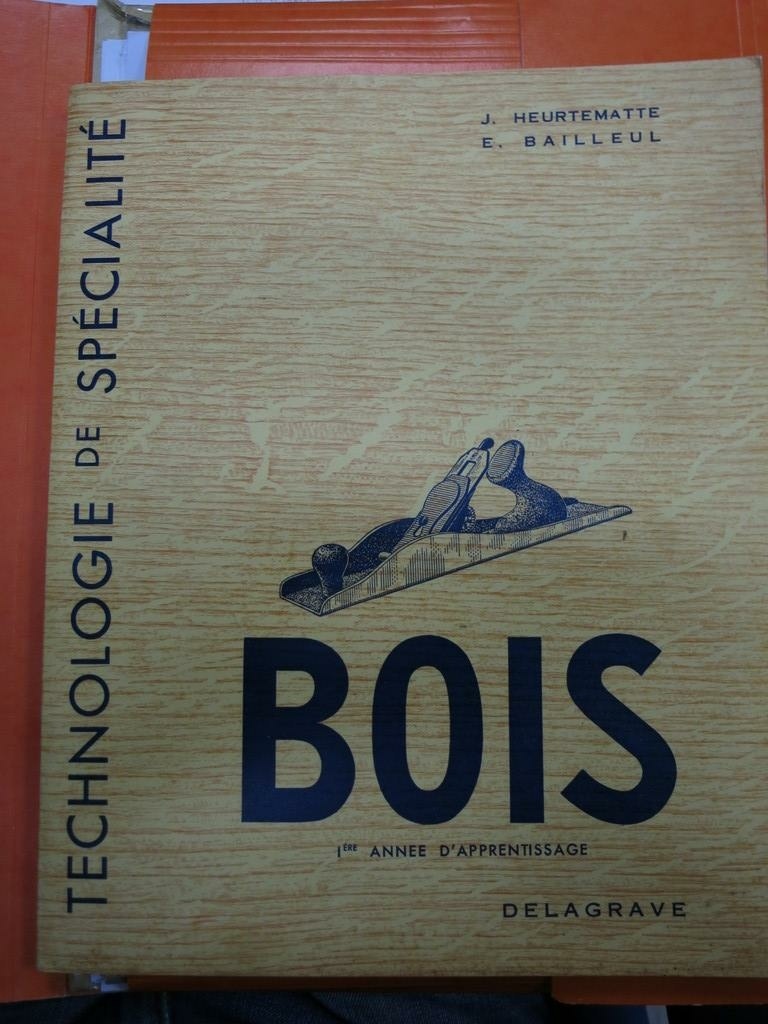 J. HEURTEMATTE
E. BAILLEUL
TECHNOLOGIE DE SPÉCIALITÉ
BOIS
1ÈRE ANNEE D'APPRENTISSAGE
DELAGRAVE